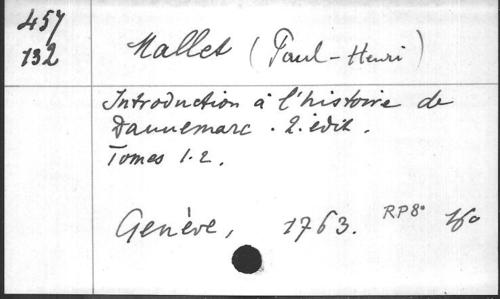 457
132
Mallet (Paul-Henri)
Introduction à l'histoire de
Dannemarc. 2. édit.
Tomes 1.2.
Genève, 1763. RP8°